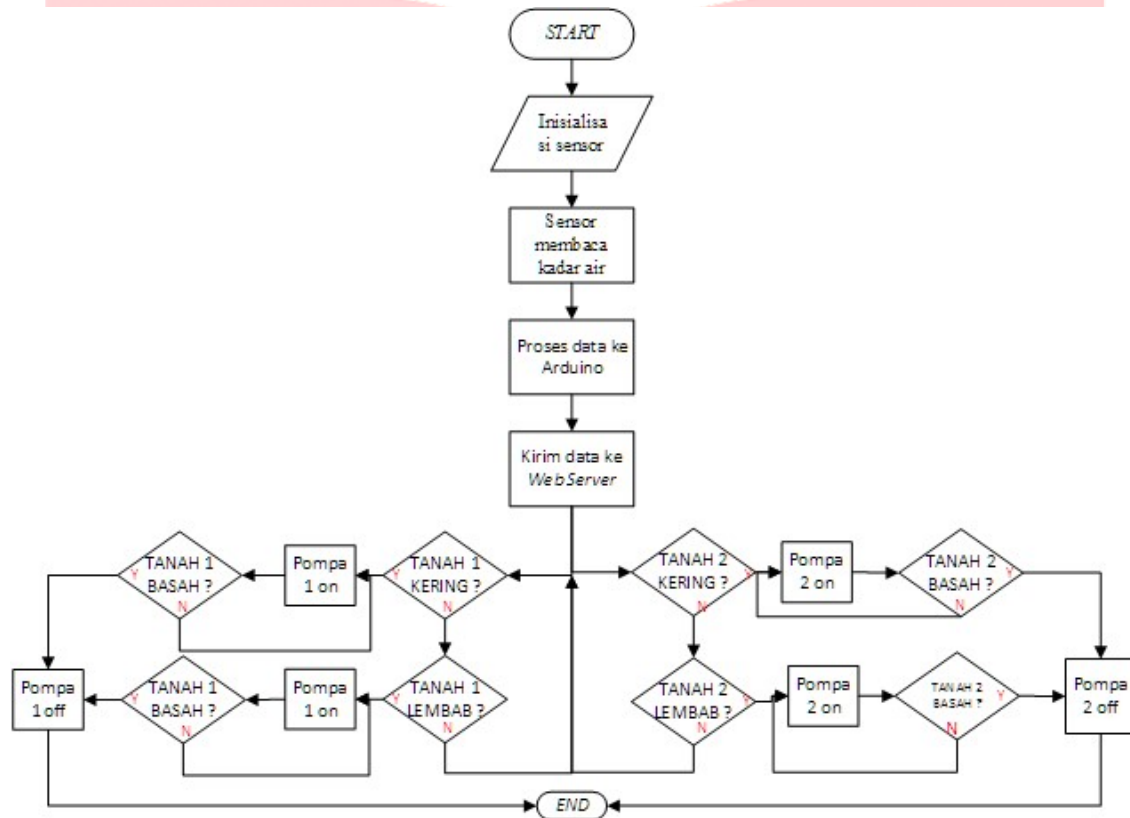 START
Inisialisa
si sensor
Sensor
membaca
kadar air
Proses data ke
Arduino
Kirim data ke
WebServer
TANAH 1
BASAH ?
Y
N
Pompa
1 on
TANAH 1
KERING ?
Y
N
TANAH 2
KERING ?
Y
N
Pompa
2 on
TANAH 2
BASAH ?
Y
N
Pompa
1 off
TANAH 1
BASAH ?
Y
N
Pompa
1 on
TANAH 1
LEMBAB ?
Y
N
TANAH 2
LEMBAB ?
Y
N
Pompa
2 on
TANAH 2
BASAH ?
Y
N
Pompa
2 off
END